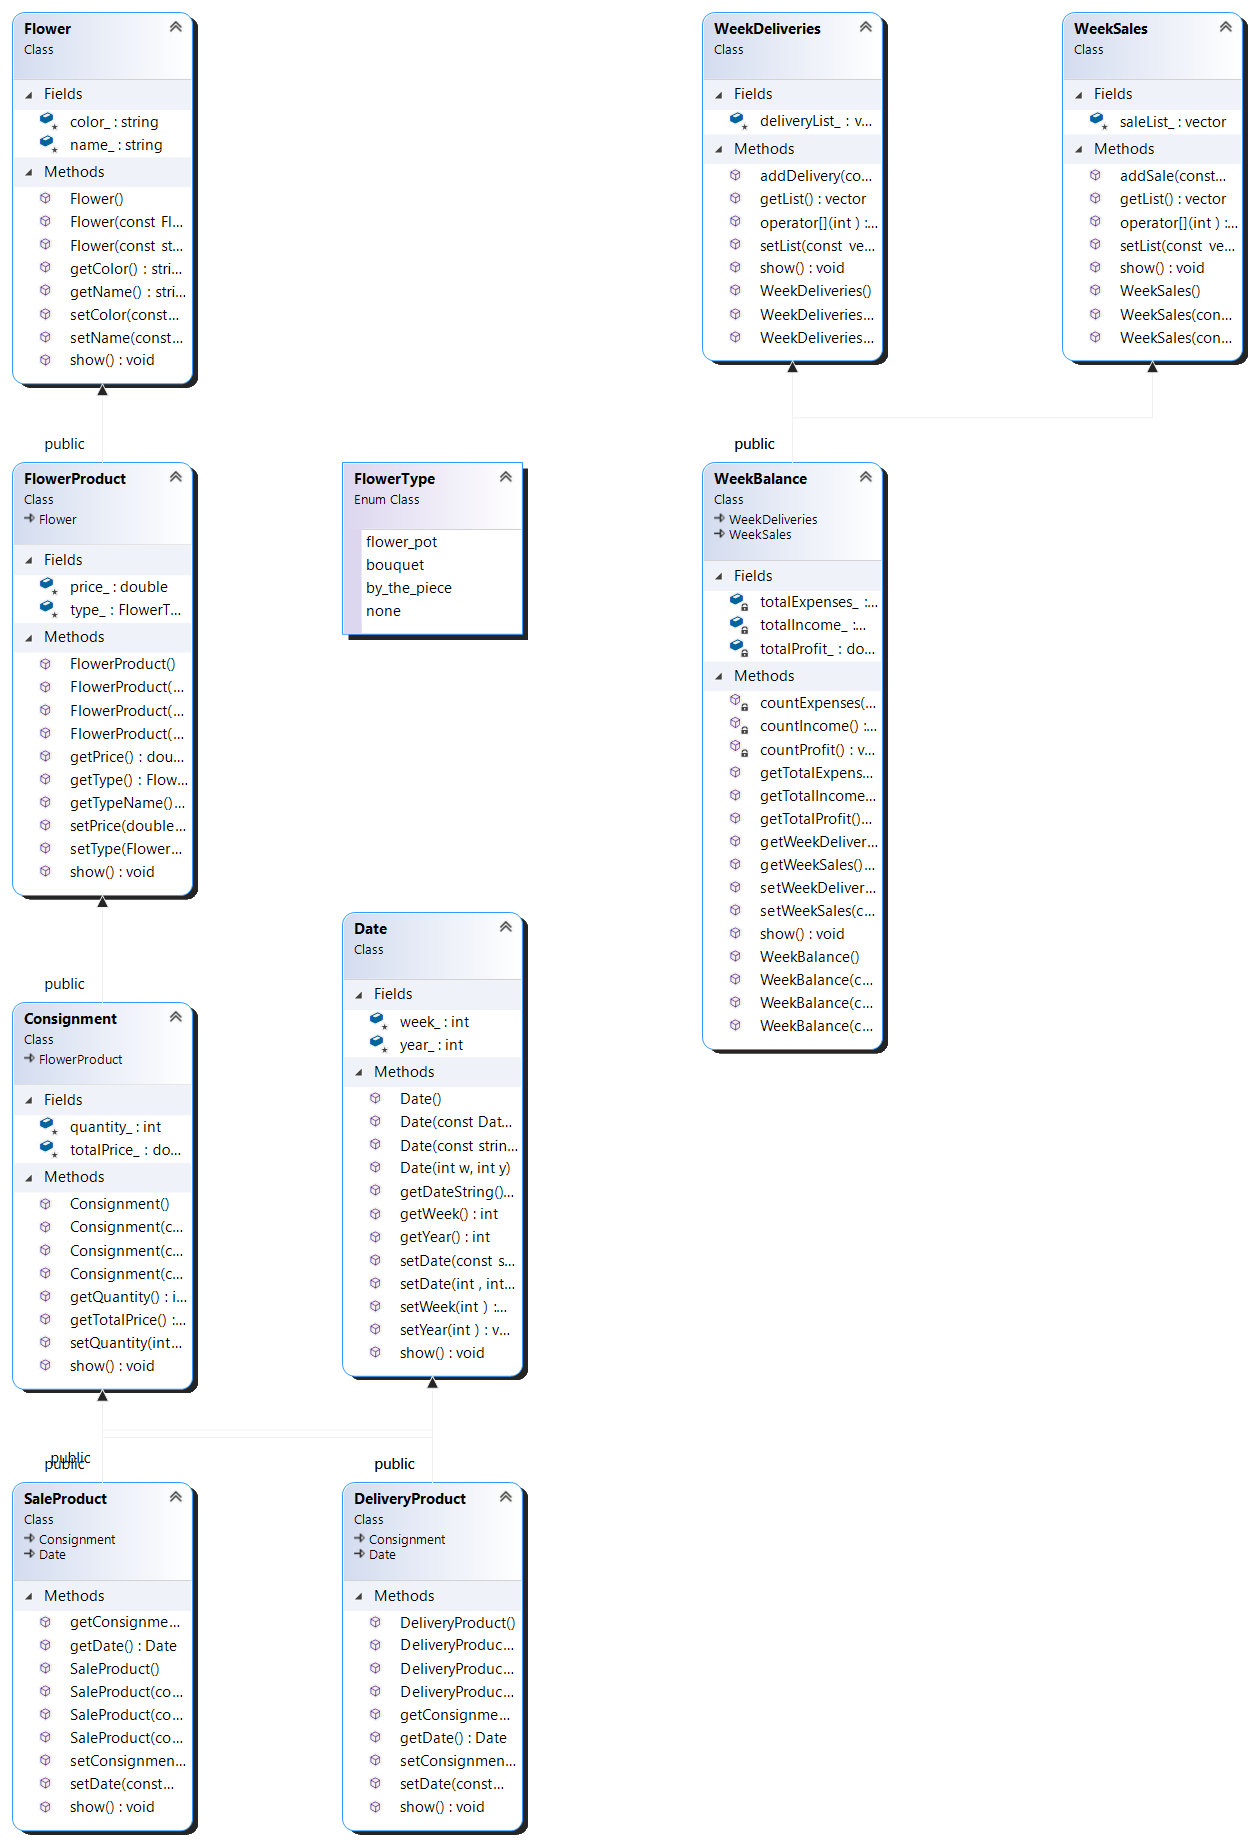 Flower
Class
Fields
color_ : string
name_ : string
Methods
Flower()
Flower(const Fl...
Flower(const st...
getColor() : stri...
getName() : stri...
setColor(const...
setName(const...
show() : void
WeekDeliveries
Class
Fields
deliveryList_ : v...
Methods
addDelivery(co...
getList() : vector
operator[](int ) :...
setList(const ve...
show() : void
WeekDeliveries()
WeekDeliveries...
WeekDeliveries...
WeekSales
Class
Fields
saleList_ : vector
Methods
addSale(const...
getList() : vector
operator[](int ) :...
setList(const ve...
show() : void
WeekSales()
WeekSales(con...
WeekSales(con...
public
FlowerProduct
Class
Flower
Fields
price_ : double
type_ : FlowerT...
Methods
FlowerProduct()
FlowerProduct(...
FlowerProduct(...
FlowerProduct(...
getPrice() : dou...
getType() : Flow...
getTypeName()...
setPrice(double...
setType(Flower...
show() : void
FlowerType
Enum Class
flower_pot
bouquet
by_the_piece
none
public
WeekBalance
Class
WeekDeliveries
WeekSales
Fields
totalExpenses_ :...
totalIncome_ :...
totalProfit_ : do...
Methods
countExpenses(...
countIncome() :...
countProfit() : v...
getTotalExpens...
getTotalIncome...
getTotalProfit()...
getWeekDeliver...
getWeekSales()...
setWeekDeliver...
setWeekSales(c...
show() : void
WeekBalance()
WeekBalance(c...
WeekBalance(c...
WeekBalance(c...
public
Consignment
Class
FlowerProduct
Fields
quantity_ : int
totalPrice_ : do...
Methods
Consignment()
Consignment(c...
Consignment(c...
Consignment(c...
getQuantity() : i...
getTotalPrice() :...
setQuantity(int...
show() : void
Date
Class
Fields
week_ : int
year_ : int
Methods
Date()
Date(const Dat...
Date(const strin...
Date(int w, int y)
getDateString()...
getWeek() : int
getYear() : int
setDate(const s...
setDate(int , int...
setWeek(int ) :...
setYear(int ) : v...
show() : void
public
public
SaleProduct
Class
Consignment
Date
Methods
getConsignme...
getDate() : Date
SaleProduct()
SaleProduct(co...
SaleProduct(co...
SaleProduct(co...
setConsignmen...
setDate(const...
show() : void
public
DeliveryProduct
Class
Consignment
Date
Methods
DeliveryProduct()
DeliveryProduc...
DeliveryProduc...
DeliveryProduc...
getConsignme...
getDate() : Date
setConsignmen...
setDate(const...
show() : void